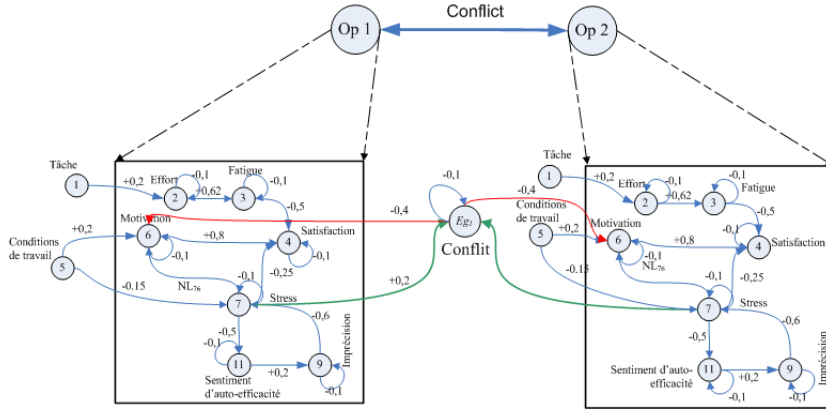 Conflict
Op 1
Op 2
Tâche
1
+0,2
Effort
-0,1
2
+0,62
Fatigue
-0,1
3
-0,5
Motivation
6
-0,1
+0,8
Satisfaction
4
-0,1
Conditions
de travail
5
+0,2
-0.15
NL76
-0,1
-0,25
7
Stress
-0,5
-0,6
-0,1
11
+0,2
9
-0,1
Imprécision
Sentiment
d'auto-efficacité
-0,1
-0,4
-0,4
Eg1
Conflit
+0,2
Tâche
1
+0,2
Effort
-0,1
2
+0,62
-0,1
3
Fatigue
-0,5
Conditions
de travail
5
+0,2
-0.15
Motivation
6
-0,1
NL76
+0,8
-0,1
4
Satisfaction
-0,1
-0,25
7
Stress
-0,5
-0,6
Sentiment d'auto-
efficacité
11
+0,2
9
-0,1
-0,1
Imprécision